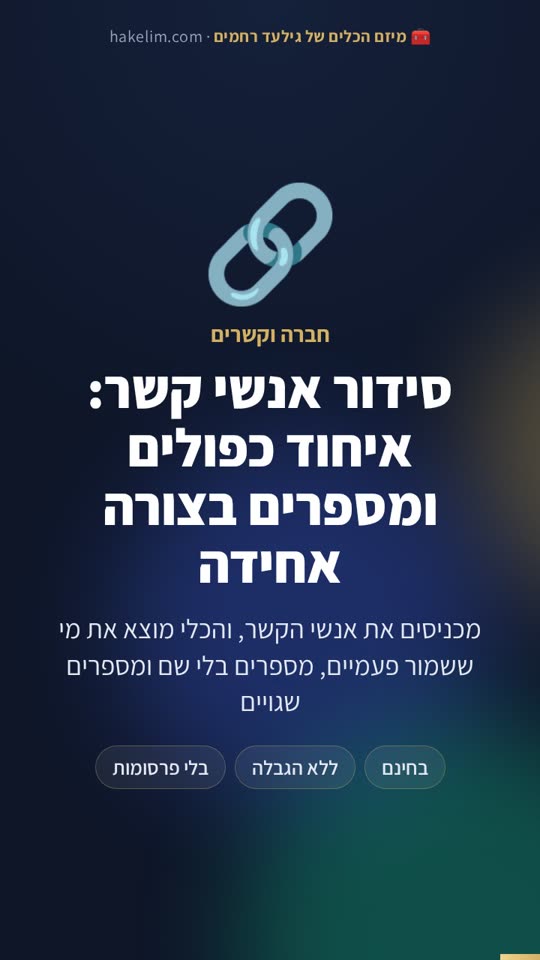 🧰 מיזם הכלים של גילעד רחמים · hakelim.com
חברה וקשרים
סידור אנשי קשר:
איחוד כפולים
ומספרים בצורה
אחידה
מכניסים את אנשי הקשר, והכלי מוצא את מי
ששמור פעמיים, מספרים בלי שם ומספרים
שגויים
בחינם
ללא הגבלה
בלי פרסומות